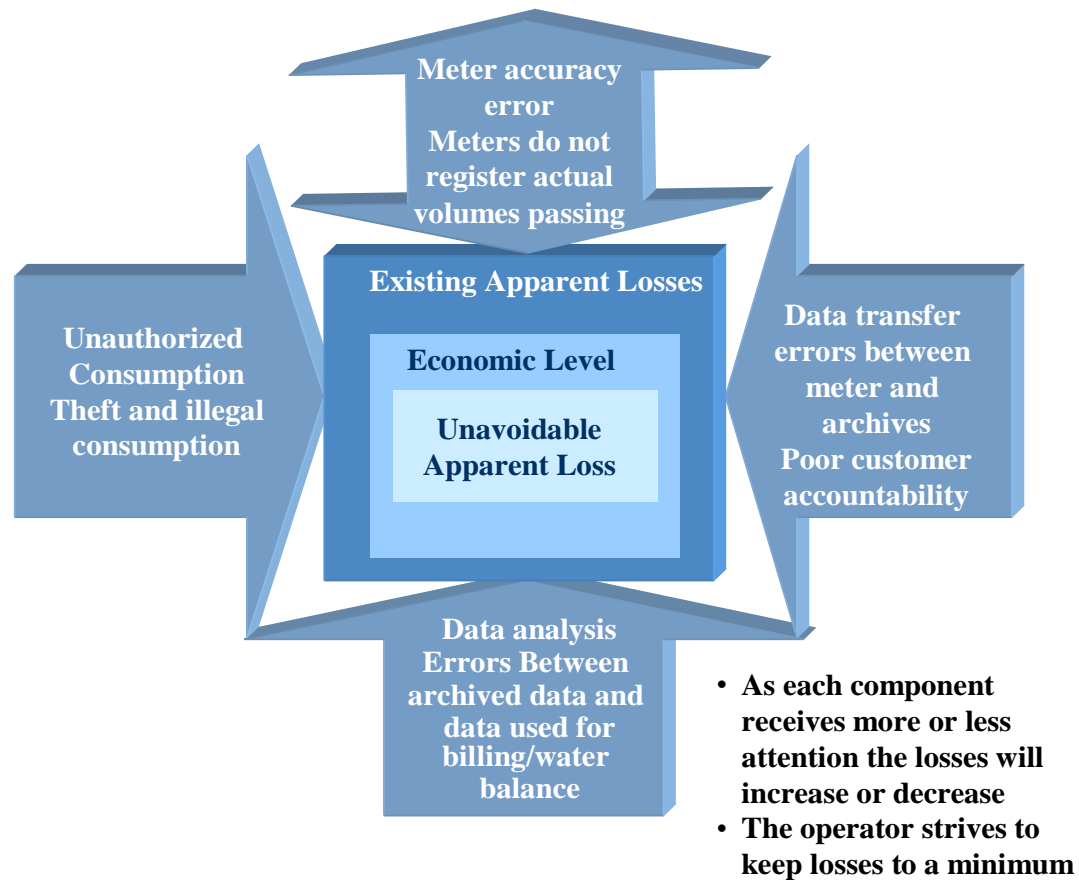 Meter accuracy
error
Meters do not
register actual
volumes passing
Existing Apparent Losses
Economic Level
Unavoidable
Apparent Loss
Unauthorized
Consumption
Theft and illegal
consumption
Data transfer
errors between
meter and
archives
Poor customer
accountability
Data analysis
Errors Between
archived data and
data used for
billing/water
balance
• As each component
receives more or less
attention the losses will
increase or decrease
• The operator strives to
keep losses to a minimum